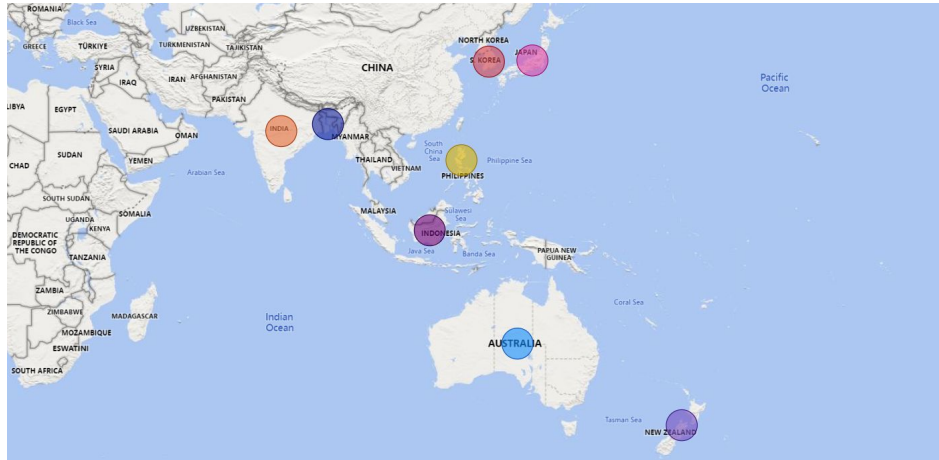 ROMANIA
Black Sea
UZBEKISTAN
NORTH KOREA
GREECE
TÜRKIYE
TURKMENISTAN
TAJIKISTAN
JAPAN
S KOREA
SYRIA
CHINA
IRAQ
IRAN
AFGHANISTAN
Pacific
Ocean
PAKISTAN
LIBYA
EGYPT
SAUDI ARABIA
OMAN
INDIA
MYANMAR
South
China
Sea
SUDAN
YEMEN
THAILAND
VIETNAM
Philippine Sea
CHAD
Arabian Sea
PHILIPPINES
SOUTH SUDAN
SOMALIA
MALAYSIA
Sulawesi
Sea
UGANDA
KENYA
INDONESIA
DEMOCRATIC
REPUBLIC OF
THE CONGO
TANZANIA
Java Sea
Banda Sea
PAPUA NEW
GUINEA
ZAMBIA
Coral Sea
ZIMBABWE
MADAGASCAR
Indian
Ocean
MOZAMBIQUE
AUSTRALIA
ESWATINI
SOUTH AFRICA
Tasman Sea
NEW ZEALAND